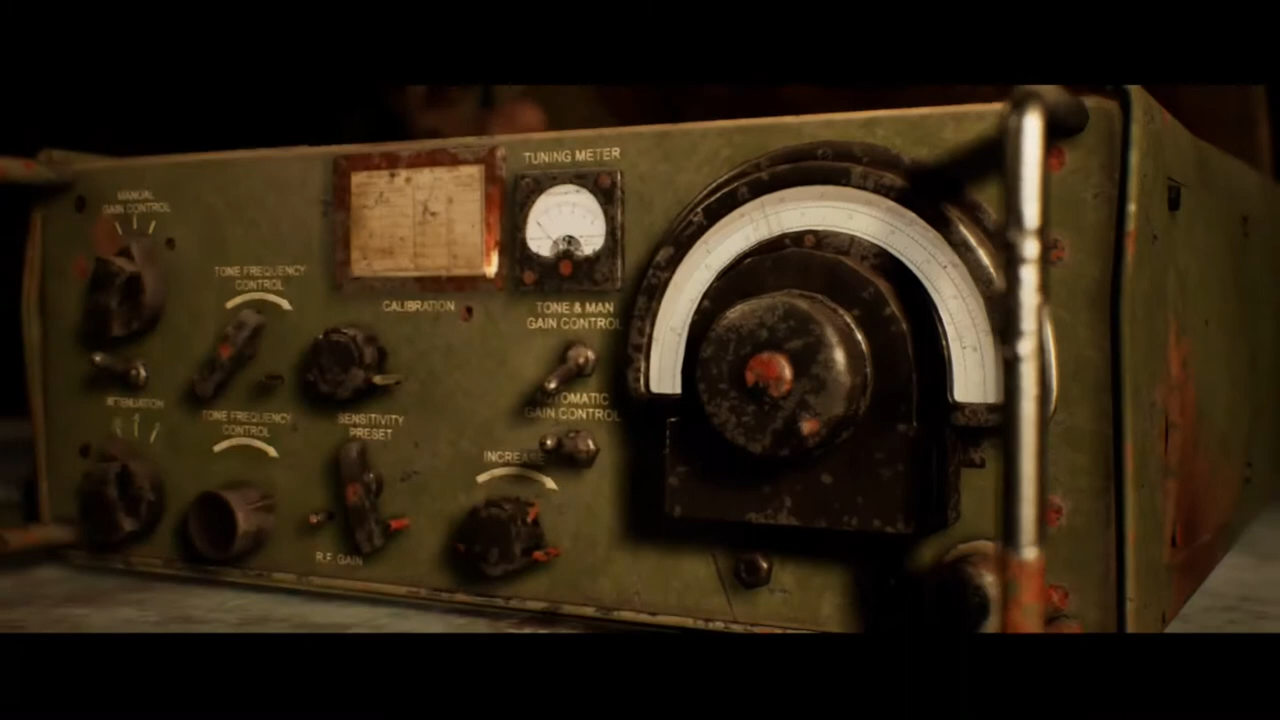 MANUAL
GAIN CONTROL
TONE FREQUENCY
CONTROL
CALIBRATION
TUNING METER
TONE & MAN
GAIN CONTROL
ATTENUATION
TONE FREQUENCY
CONTROL
SENSITIVITY
PRESET
AUTOMATIC
GAIN CONTROL
INCREASE
R.F. GAIN